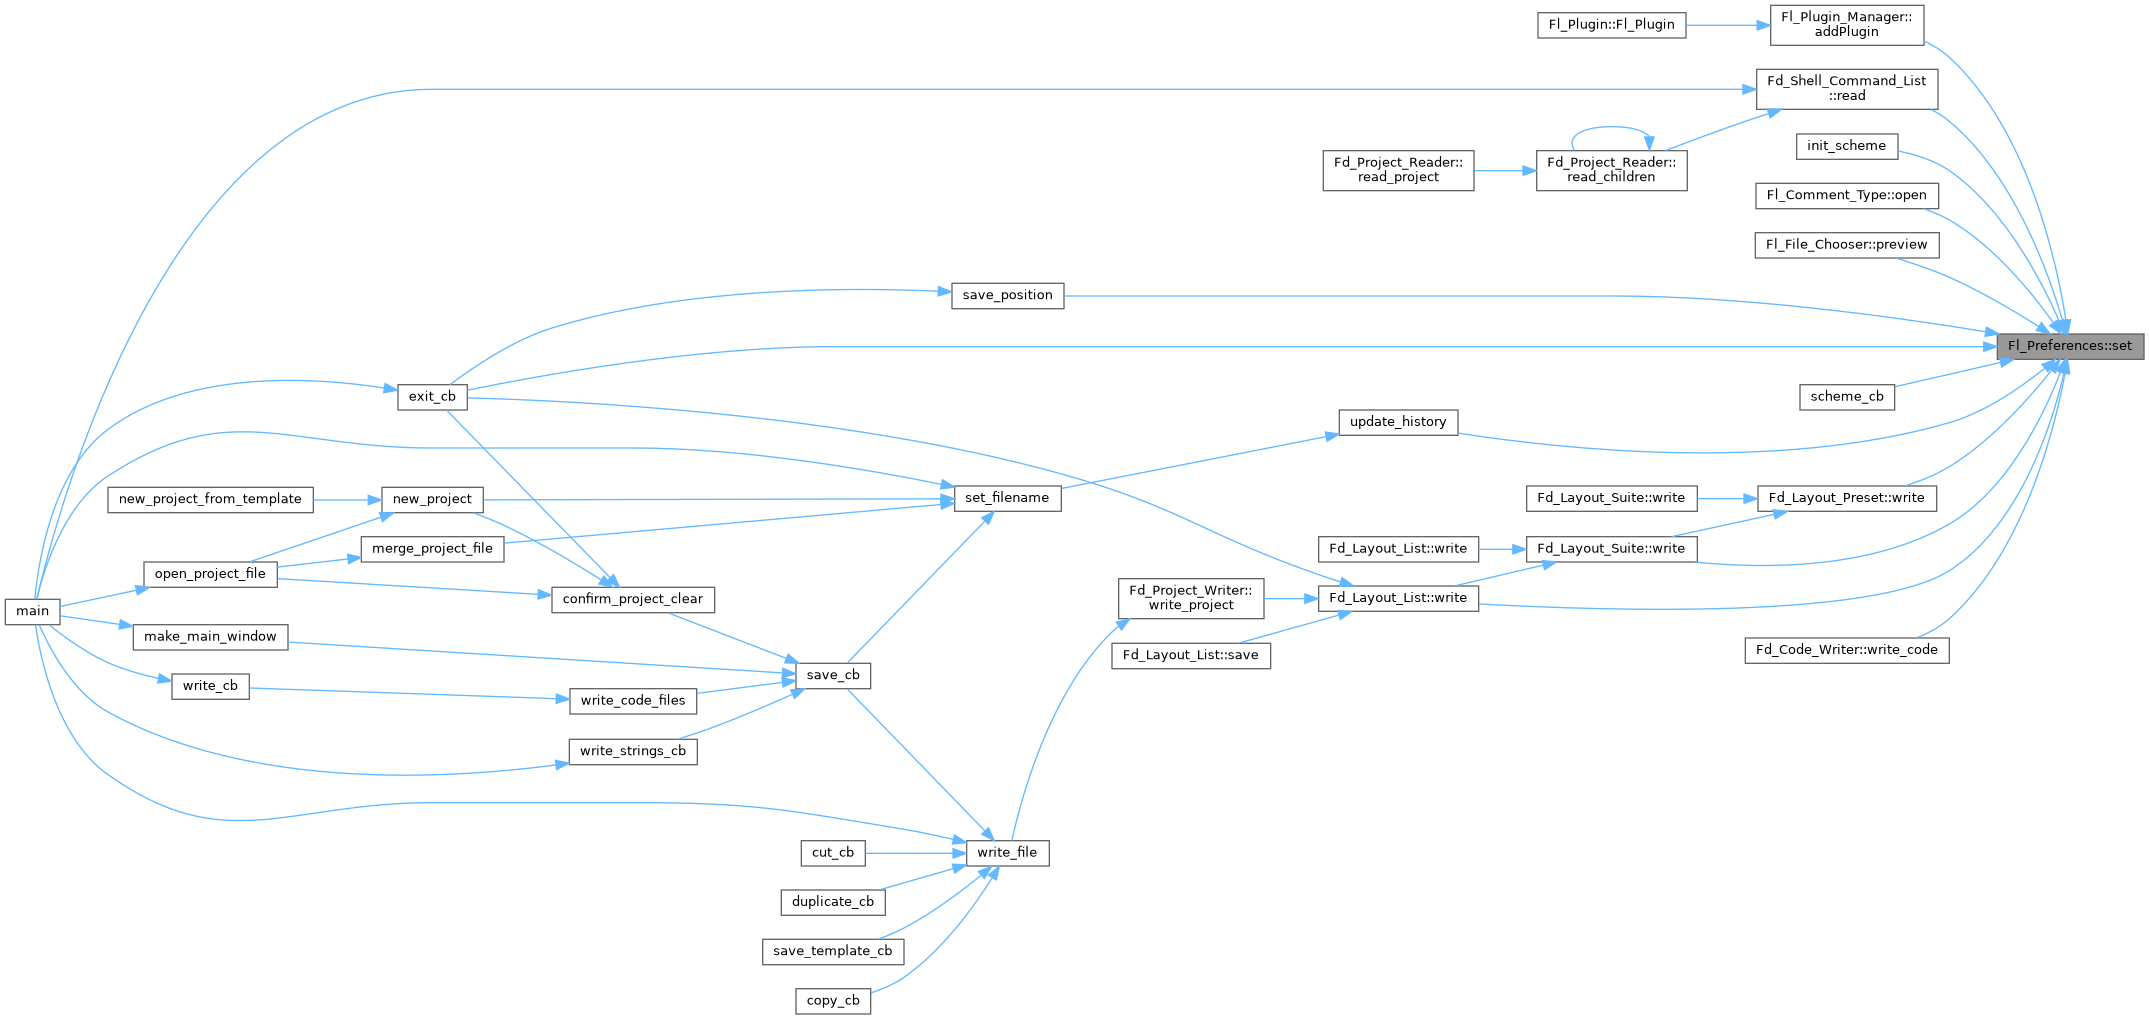 Fl_Plugin::Fl_Plugin
Fl_Plugin_Manager::
addPlugin
Fd_Shell_Command_List
::read
init_scheme
Fd_Project_Reader::
read_project
Fd_Project_Reader::
read_children
Fl_Comment_Type::open
Fl_File_Chooser::preview
save_position
Fl_Preferences::set
exit_cb
scheme_cb
update_history
new_project_from_template
new_project
set_filename
Fd_Layout_Suite::write
Fd_Layout_Preset::write
merge_project_file
Fd_Layout_List::write
Fd_Layout_Suite::write
open_project_file
confirm_project_clear
Fd_Project_Writer::
write_project
Fd_Layout_List::write
main
make_main_window
Fd_Layout_List::save
Fd_Code_Writer::write_code
write_cb
save_cb
write_code_files
write_strings_cb
cut_cb
write_file
duplicate_cb
save_template_cb
copy_cb